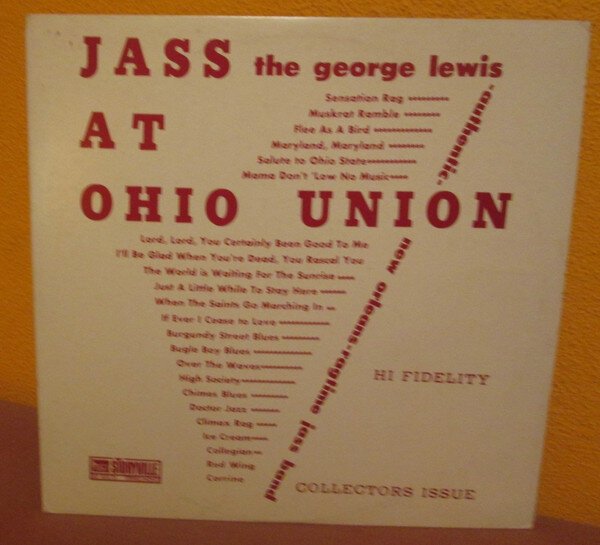 JASS the george lewis
Sensation Rag
Muskrat Ramble
AT
Flee As A Bird
Maryland, Maryland
Salute to Ohio State
Mama Don't 'Low No Music
-authentic-
OHIO UNION
Lord, Lord, You Certainly Been Good To Me
I'll Be Glad When You're Dead, You Rascal You
The World is Waiting For The Sunrise
Just A Little While To Stay Here
When The Saints Go Marching In
If Ever I Cease to Love
Burgundy Street Blues
Bugle Boy Blues
Over The Waves
High Society
Chimes Blues
Doctor Jazz
Climax Rag
Ice Cream
Collegian
Red Wing
Corrine
new orleans-ragtime jass band
HI FIDELITY
STORYVILLE
COLLECTORS ISSUE